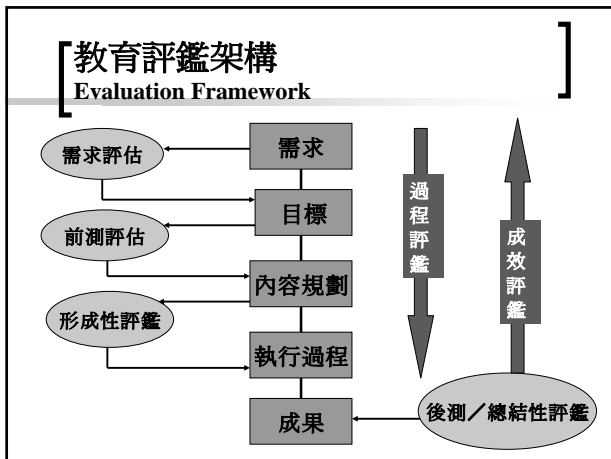 教育評鑑架構
Evaluation Framework
需求
需求評估
目標
前測評估
內容規劃
形成性評鑑
執行過程
成果
過程評鑑
成效評鑑
後測／總結性評鑑